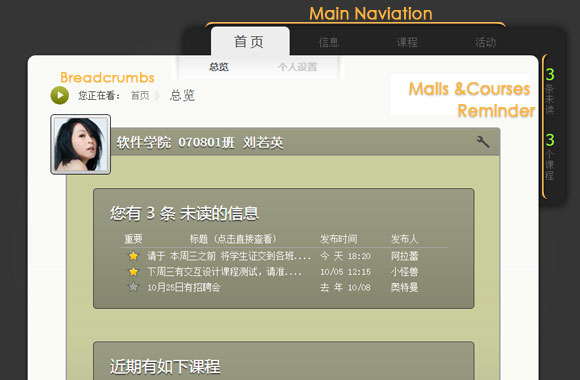 Main Naviation
首页 信息 课程 活动
总览 个人设置
Breadcrumbs
您正在看： 首页 》 总览
Mails &Courses
Reminder
3
条未读
3
个课程
软件学院 070801班 刘若英
您有 3 条 未读的信息
重要 标题（点击直接查看） 发布时间 发布人
请于 本周三之前 将学生证交到各班.... 今 天 18:20 阿拉蕾
下周三有交互设计课程测试，请准.... 10/05 12:15 小怪兽
10月25日有招聘会 去 年 10/08 奥特曼
近期有如下课程